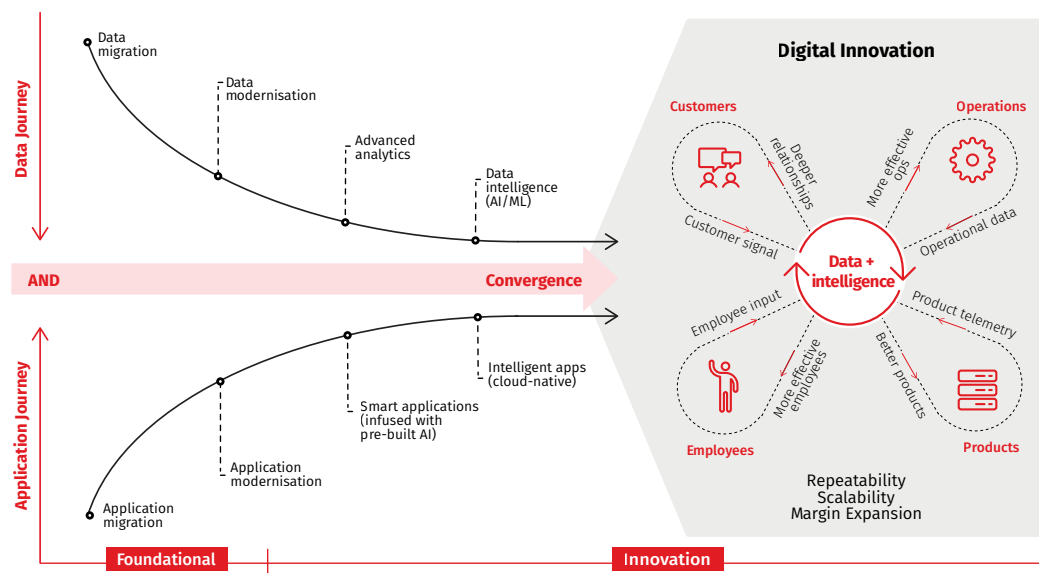 Data Journey
Data
migration
Data
modernisation
Advanced
analytics
Data
intelligence
(AI/ML)
AND
Convergence
Application Journey
Application
migration
Application
modernisation
Smart applications
(infused with
pre-built AI)
Intelligent apps
(cloud-native)
Foundational
Innovation
Digital Innovation
Customers
Deeper
relationships
Customer signal
Operations
More effective
ops
Operational data
Data +
intelligence
Employee input
More effective
employees
Employees
Product telemetry
Better products
Products
Repeatability
Scalability
Margin Expansion